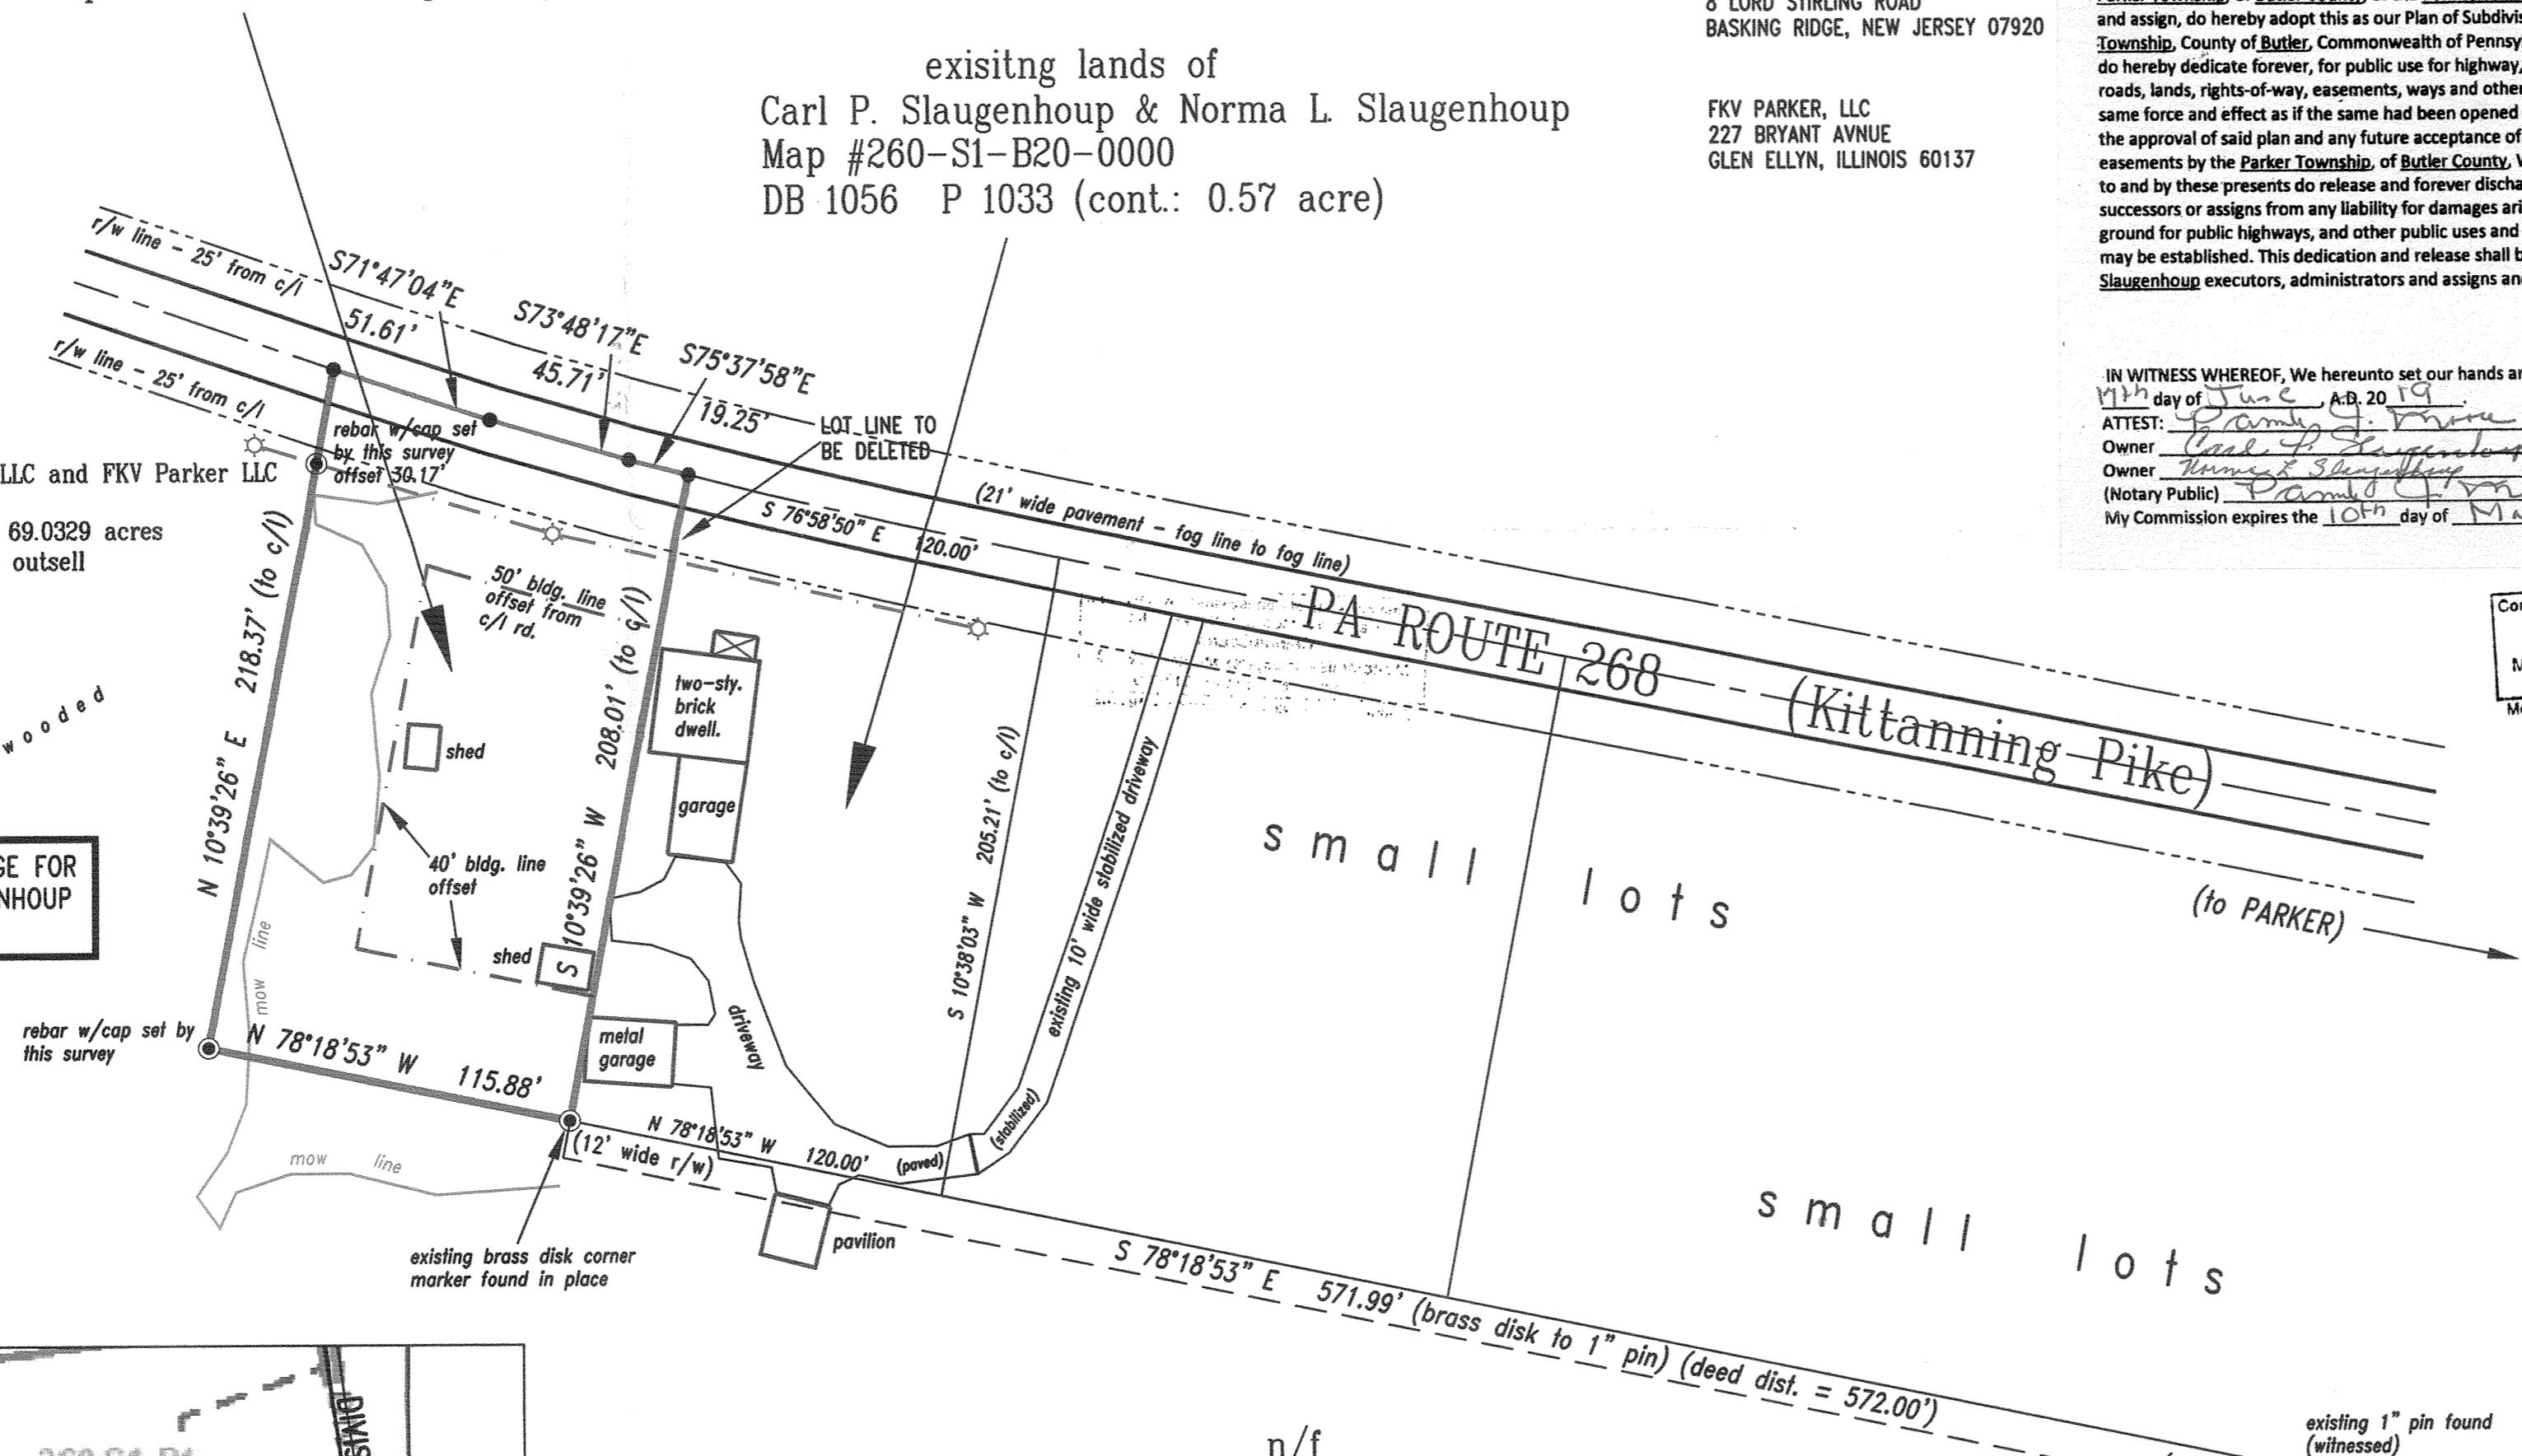 8 LORD STIRLING ROAD
BASKING RIDGE, NEW JERSEY 07920
FKV PARKER, LLC
227 BRYANT AVNUE
GLEN ELLYN, ILLINOIS 60137
exisitng lands of
Carl P. Slaugenhoup & Norma L. Slaugenhoup
Map #260-S1-B20-0000
DB 1056 P 1033 (cont.: 0.57 acre)
and assign, do hereby adopt this as our Plan of Subdivis
Township, County of Butler, Commonwealth of Pennsy
do hereby dedicate forever, for public use for highway,
roads, lands, rights-of-way, easements, ways and other
same force and effect as if the same had been opened
the approval of said plan and any future acceptance of
easements by the Parker Township, of Butler County,
to and by these presents do release and forever discha
successors or assigns from any liability for damages ari
ground for public highways, and other public uses and
may be established. This dedication and release shall b
Slaugenhoup executors, administrators and assigns an
IN WITNESS WHEREOF, We hereunto set our hands an
17th day of June, A.D. 2019.
ATTEST:
Owner Carl P. Slaugenhoup
Owner Norma L Slaugenhoup
(Notary Public)
My Commission expires the 10th day of Ma
r/w line - 25' from c/l
S71°47'04"E
51.61'
S73°48'17"E
45.71'
S75°37'58"E
19.25'
r/w line - 25' from c/l
LOT LINE TO
BE DELETED
rebar w/cap set
by this survey
offset 30.17'
LLC and FKV Parker LLC
69.0329 acres
outsell
(21' wide pavement - fog line to fog line)
S 76°58'50" E 120.00'
PA ROUTE 268 (Kittanning Pike)
(to PARKER)
50' bldg. line
offset from
c/l rd.
N 10°39'26" E 218.37' (to c/l)
S 10°39'26" W 208.01' (to c/l)
two-sty.
brick
dwell.
garage
shed
wooded
40' bldg. line
offset
shed
S 10°38'03" W 205.21' (to c/l)
existing 10' wide stabilized driveway
small lots
GE FOR
NHOUP
mow line
rebar w/cap set by
this survey
N 78°18'53" W 115.88'
metal
garage
driveway
(stabilized)
N 78°18'53" W 120.00' (paved)
(12' wide r/w)
mow line
pavilion
existing brass disk corner
marker found in place
small lots
S 78°18'53" E 571.99' (brass disk to 1" pin) (deed dist. = 572.00')
existing 1" pin found
(witnessed)
n/f